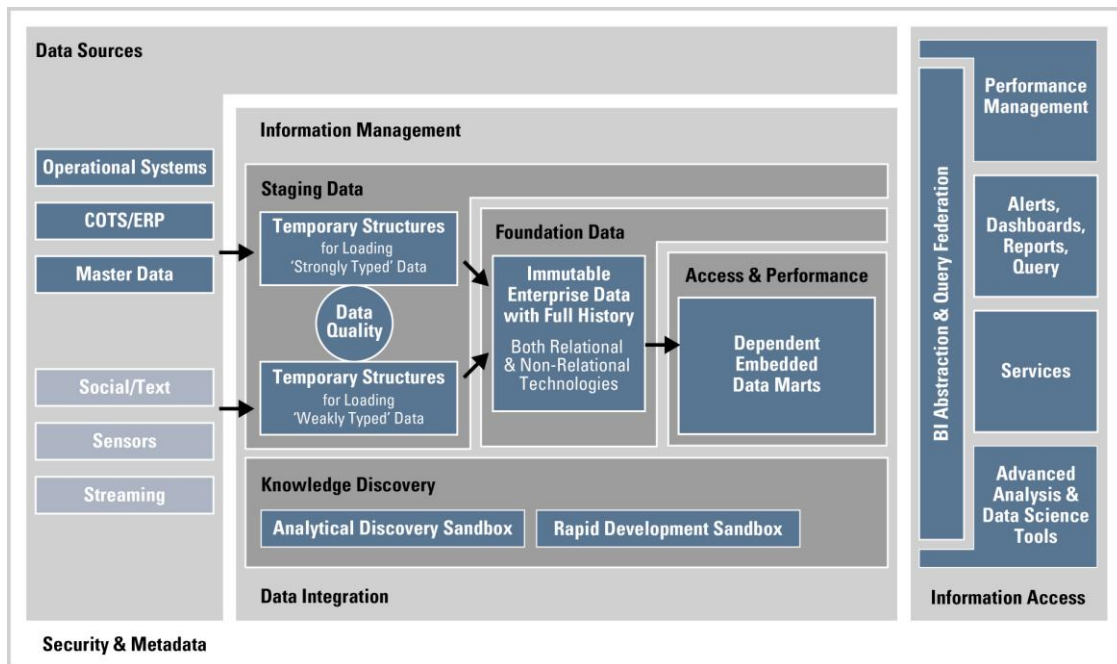 Data Sources
Operational Systems
COTS/ERP
Master Data
Social/Text
Sensors
Streaming
Security & Metadata
Information Management
Staging Data
Temporary Structures
for Loading
'Strongly Typed' Data
Data
Quality
Temporary Structures
for Loading
'Weakly Typed' Data
Foundation Data
Immutable
Enterprise Data
with Full History
Both Relational
& Non-Relational
Technologies
Access & Performance
Dependent
Embedded
Data Marts
Knowledge Discovery
Analytical Discovery Sandbox
Rapid Development Sandbox
Data Integration
BI Abstraction & Query Federation
Performance
Management
Alerts,
Dashboards,
Reports,
Query
Services
Advanced
Analysis &
Data Science
Tools
Information Access